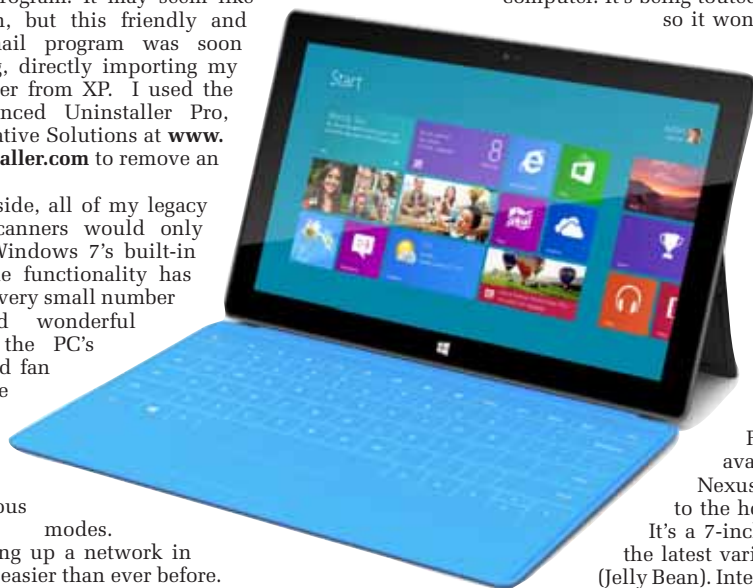 program. It may seem like
n, but this friendly and
ail program was soon
g, directly importing my
er from XP. I used the
nced Uninstaller Pro,
ative Solutions at www.
aller.com to remove an
side, all of my legacy
canners would only
Windows 7's built-in
e functionality has
very small number
d wonderful
the PC's
d fan
e
ous
modes.
ng up a network in
easier than ever before.
Start
8
computer. It's being touted
so it won
ava
Nexus
to the he
It's a 7-inc
the latest vari
(Jelly Bean). Inte